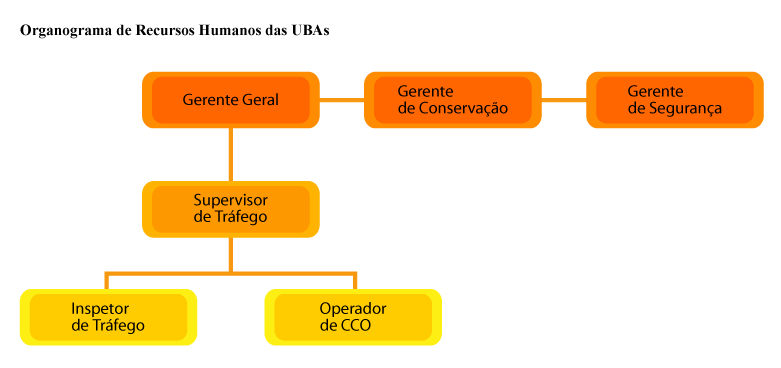 Organograma de Recursos Humanos das UBAs
Gerente Geral
Gerente
de Conservação
Gerente
de Segurança
Supervisor
de Tráfego
Inspetor
de Tráfego
Operador
de CCO